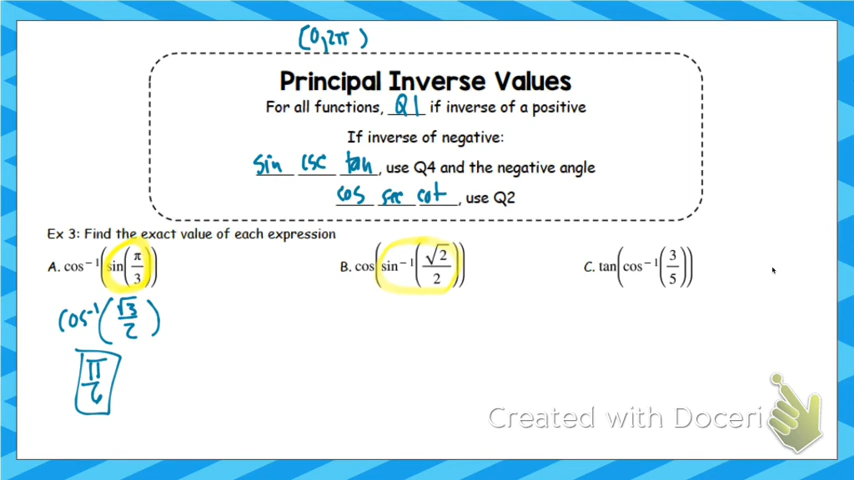 (0,2π)
Principal Inverse Values
For all functions, Q1 if inverse of a positive
If inverse of negative:
sin csc tan, use Q4 and the negative angle
cos sec cot, use Q2
Ex 3: Find the exact value of each expression
A. cos⁻¹(sin(π/3)) B. cos(sin⁻¹(√2/2)) C. tan(cos⁻¹(3/5))
cos⁻¹(√3/2)
π/6
Created with Doceri